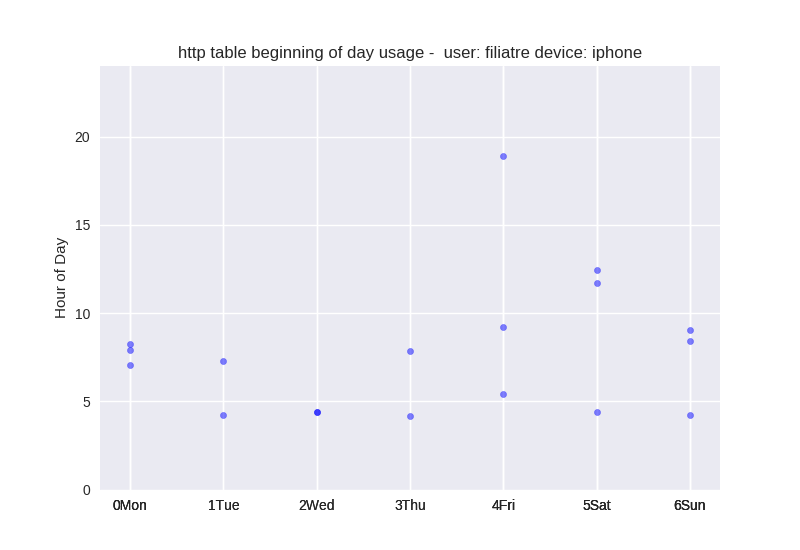 http table beginning of day usage -  user: filiatre device: iphone
Hour of Day
20
15
10
5
0
0Mon 1Tue 2Wed 3Thu 4Fri 5Sat 6Sun